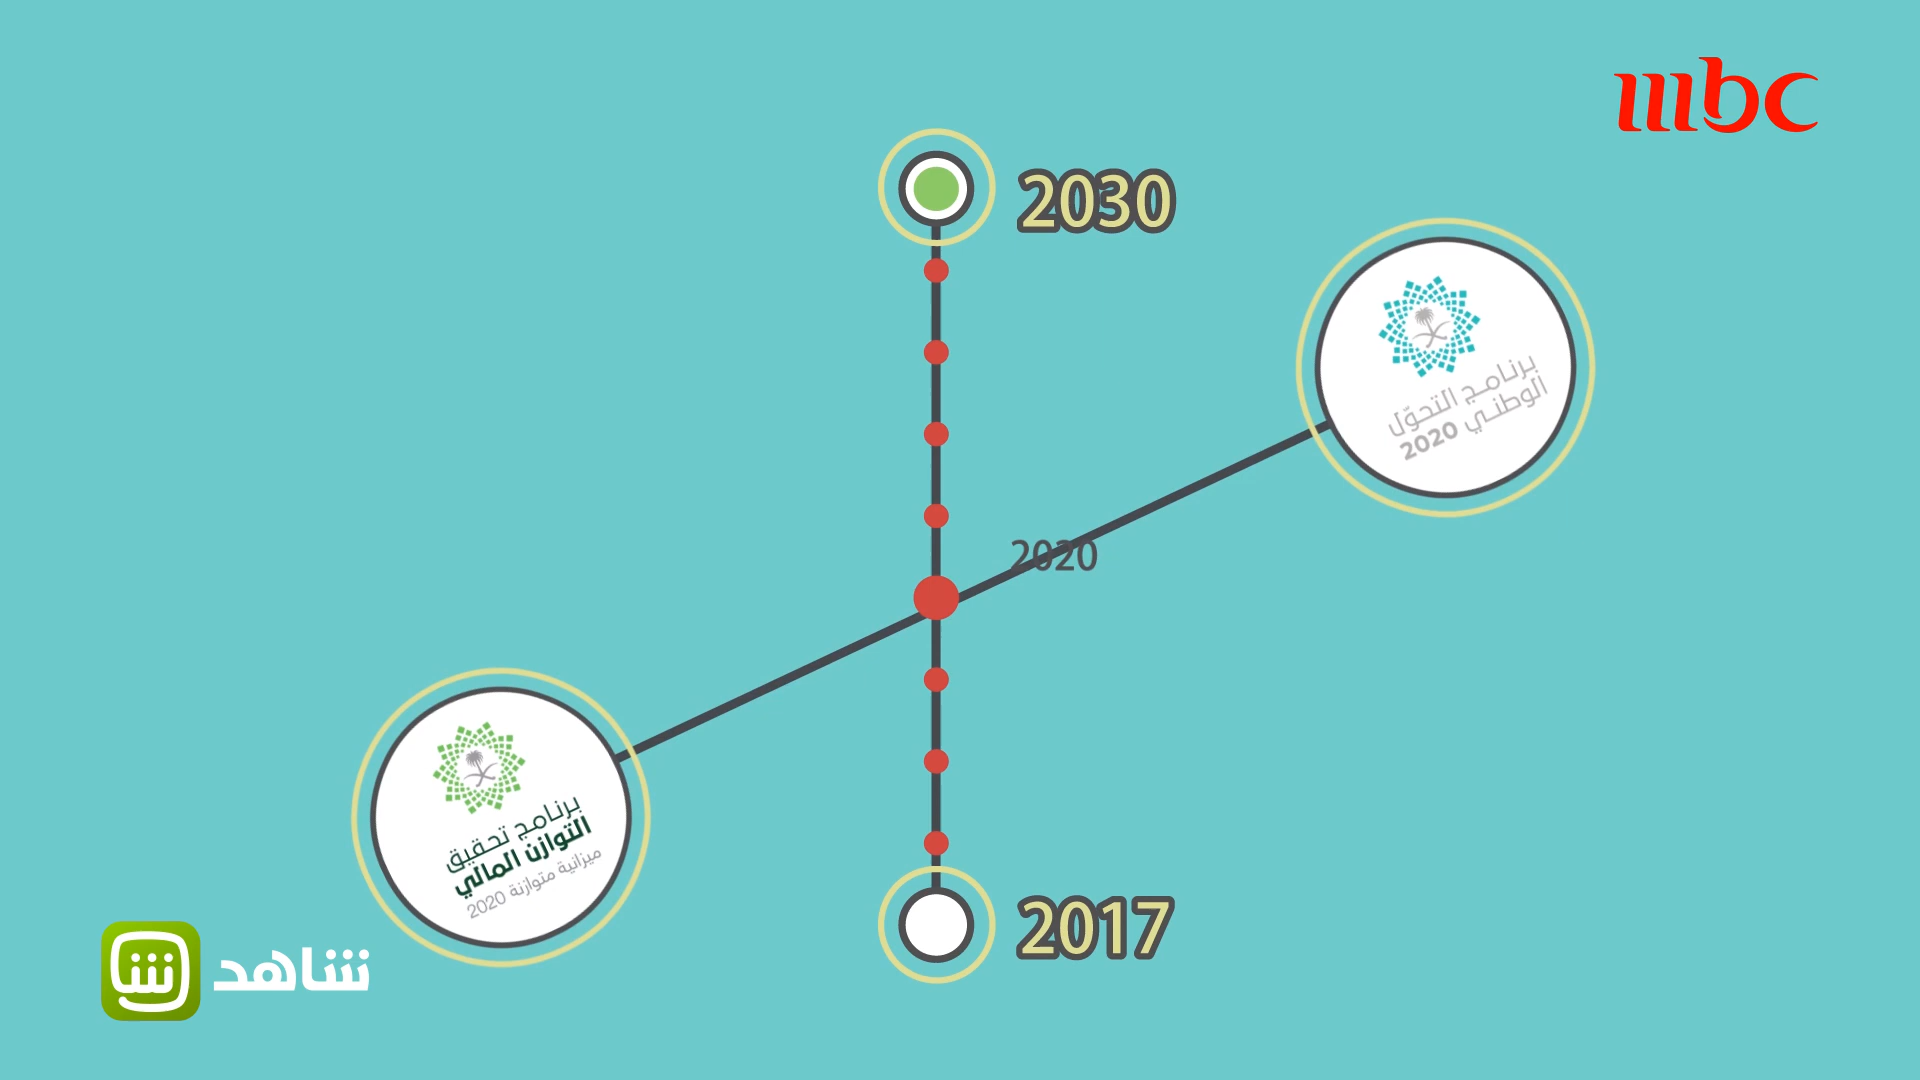 mbc
2030
برنامج التحوّل
الوطني 2020
2020
برنامج تحقيق
التوازن المالي
ميزانية متوازنة 2020
2017
شاهد